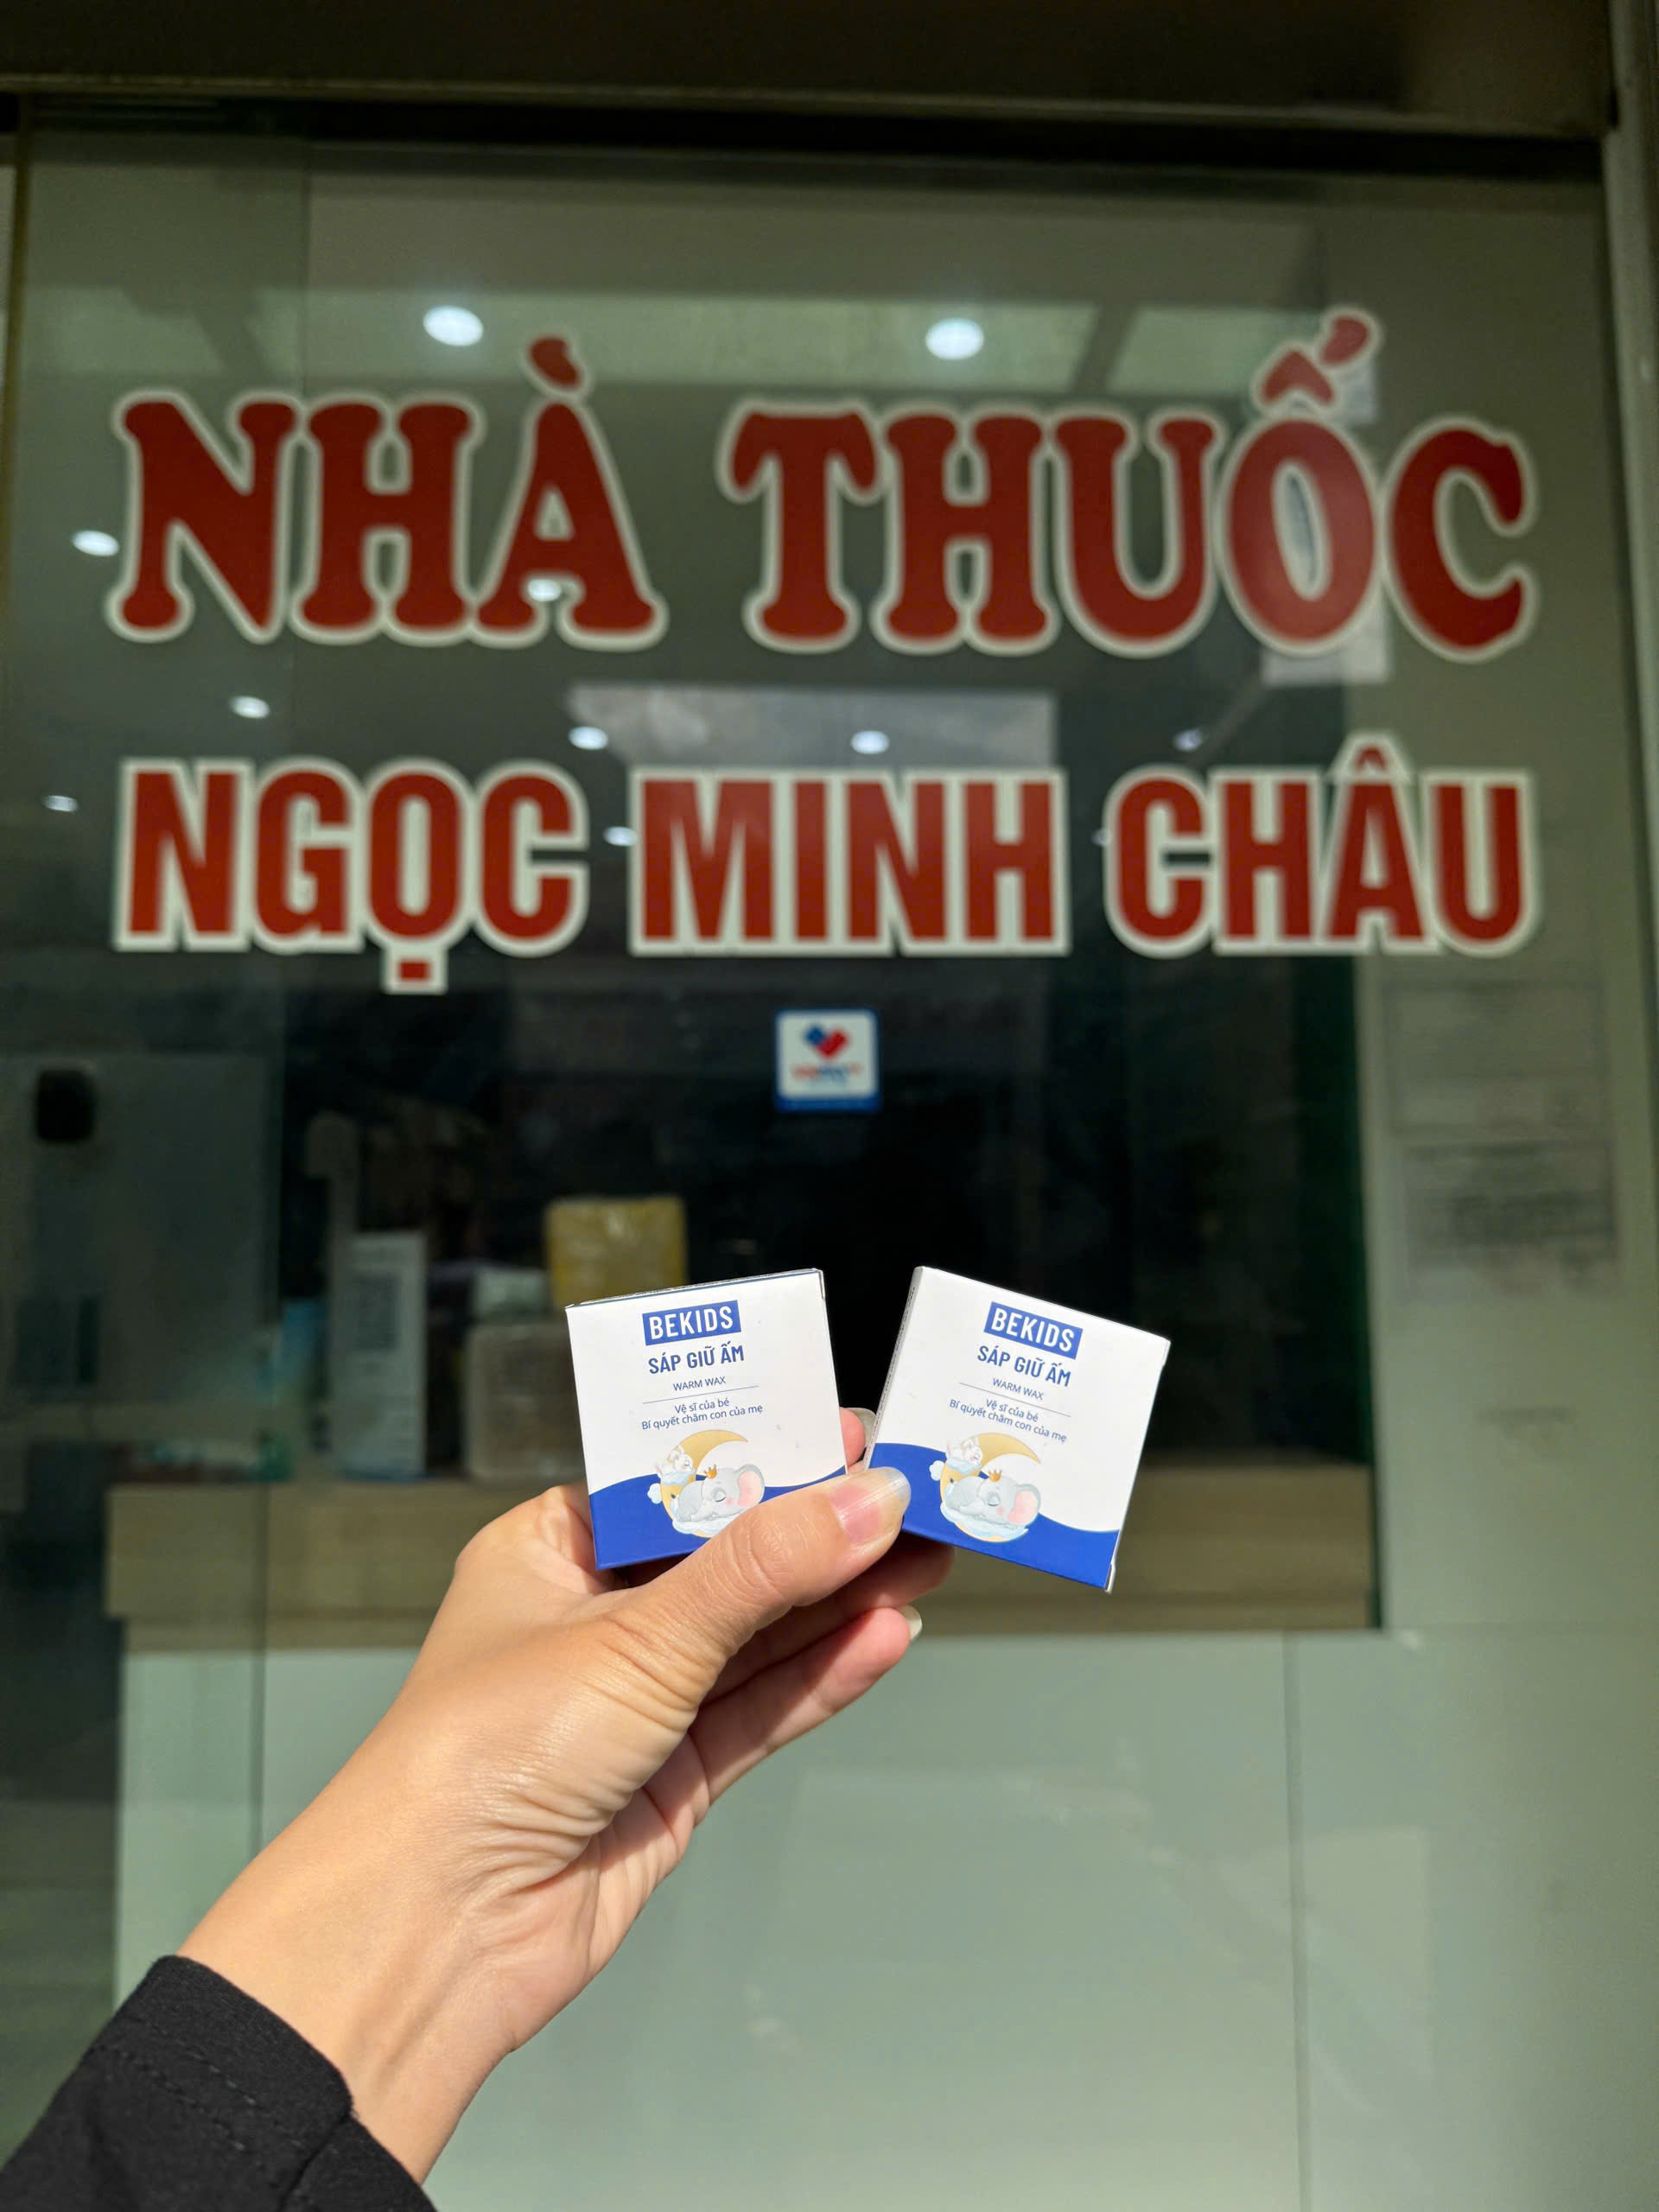 NHÀ THUỐC
NGỌC MINH CHÂU
BEKIDS
SÁP GIỮ ẤM
WARM WAX
Vệ sĩ của bé
Bí quyết chăm con của mẹ
BEKIDS
SÁP GIỮ ẤM
WARM WAX
Vệ sĩ của bé
Bí quyết chăm con của mẹ